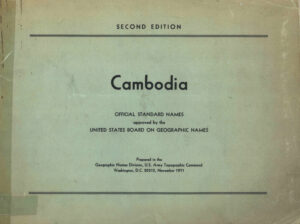 SECOND EDITION
Cambodia
OFFICIAL STANDARD NAMES
approved by the
UNITED STATES BOARD ON GEOGRAPHIC NAMES
Prepared in the
Geographic Names Division, U.S. Army Topographic Command
Washington, D.C. 20315, November 1971